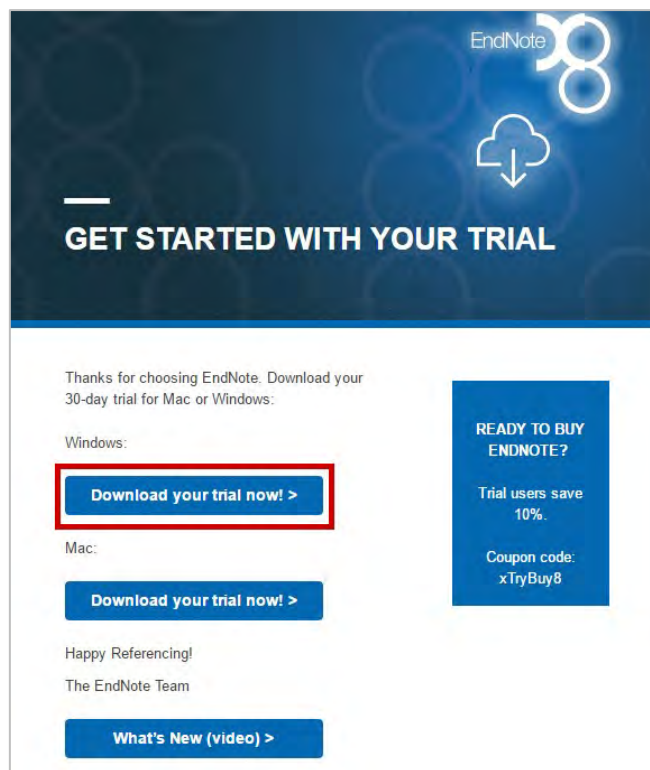 EndNote X8
GET STARTED WITH YOUR TRIAL
Thanks for choosing EndNote. Download your
30-day trial for Mac or Windows:
Windows:
Download your trial now! >
Mac:
Download your trial now! >
Happy Referencing!
The EndNote Team
What's New (video) >
READY TO BUY
ENDNOTE?
Trial users save
10%.
Coupon code:
xTryBuy8